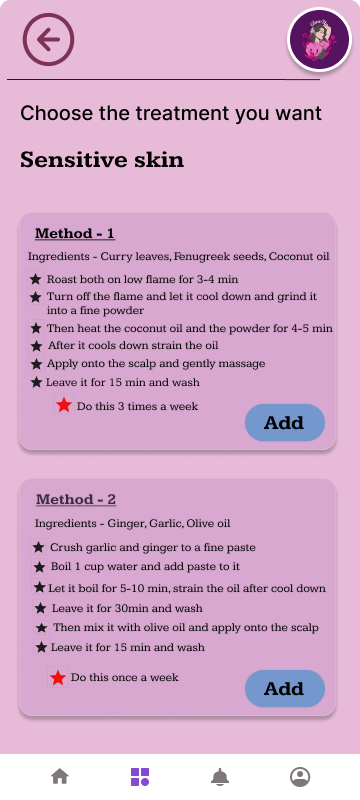 Choose the treatment you want
Sensitive skin
Method - 1
Ingredients - Curry leaves, Fenugreek seeds, Coconut oil
Roast both on low flame for 3-4 min
Turn off the flame and let it cool down and grind it
into a fine powder
Then heat the coconut oil and the powder for 4-5 min
After it cools down strain the oil
Apply onto the scalp and gently massage
Leave it for 15 min and wash
Do this 3 times a week
Add
Method - 2
Ingredients - Ginger, Garlic, Olive oil
Crush garlic and ginger to a fine paste
Boil 1 cup water and add paste to it
Let it boil for 5-10 min, strain the oil after cool down
Leave it for 30min and wash
Then mix it with olive oil and apply onto the scalp
Leave it for 15 min and wash
Do this once a week
Add